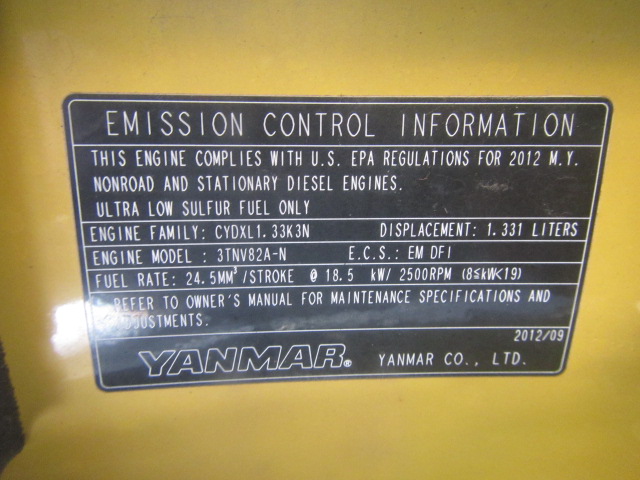 EMISSION CONTROL INFORMATION
THIS ENGINE COMPLIES WITH U.S. EPA REGULATIONS FOR 2012 M.Y.
NONROAD AND STATIONARY DIESEL ENGINES.
ULTRA LOW SULFUR FUEL ONLY
ENGINE FAMILY: CYDXL1.33K3N DISPLACEMENT: 1.331 LITERS
ENGINE MODEL : 3TNV82A-N E.C.S.: EM DFI
FUEL RATE: 24.5MM³/STROKE @ 18.5 kW/ 2500RPM (8≦kW<19)
REFER TO OWNER'S MANUAL FOR MAINTENANCE SPECIFICATIONS AND
ADJUSTMENTS.
2012/09
YANMAR® YANMAR CO., LTD.